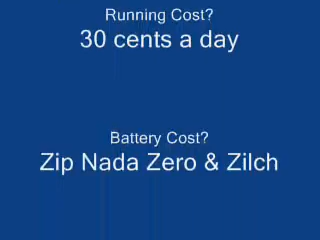 Running Cost?
30 cents a day
Battery Cost?
Zip Nada Zero & Zilch